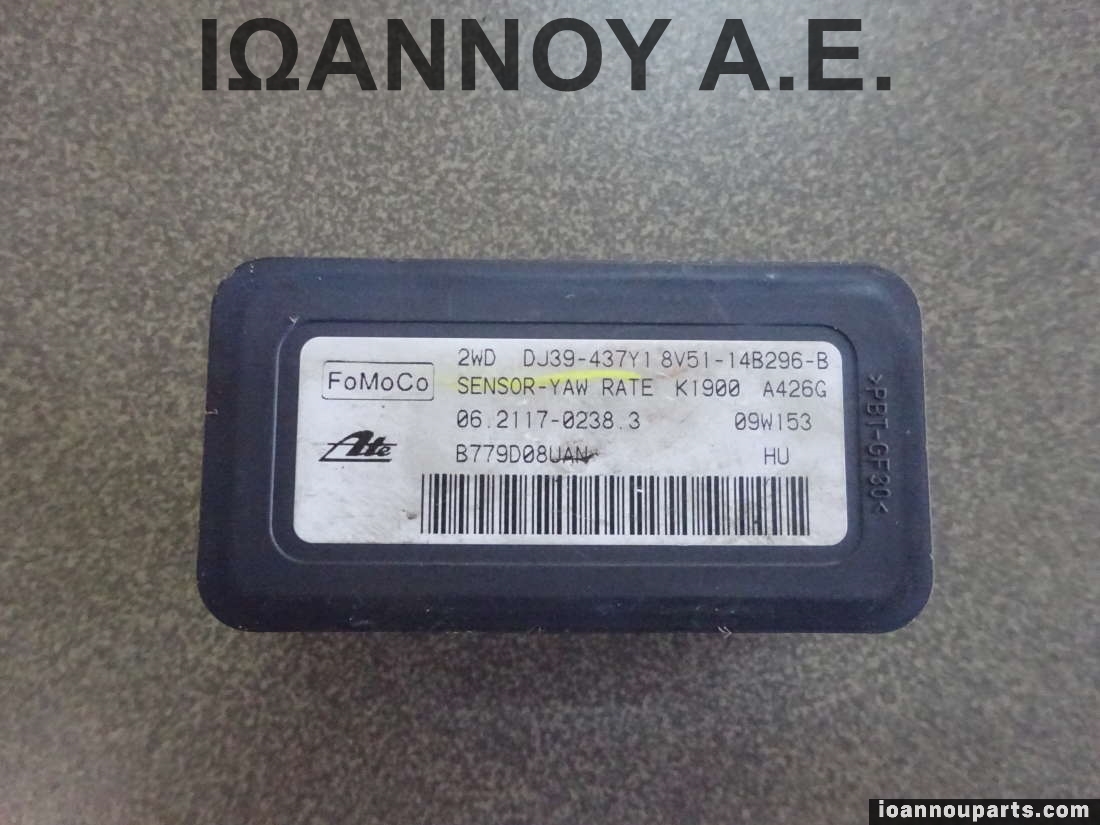 ΙΩΑΝΝΟΥ Α.Ε.
2WD DJ39-437Y1 8V51-14B296-B
FoMoCo
SENSOR-YAW RATE K1900 A426G
06.2117-0238.3 09W153
Ate
B779D08UAN HU
>PBT-GF30<
ioannouparts.com